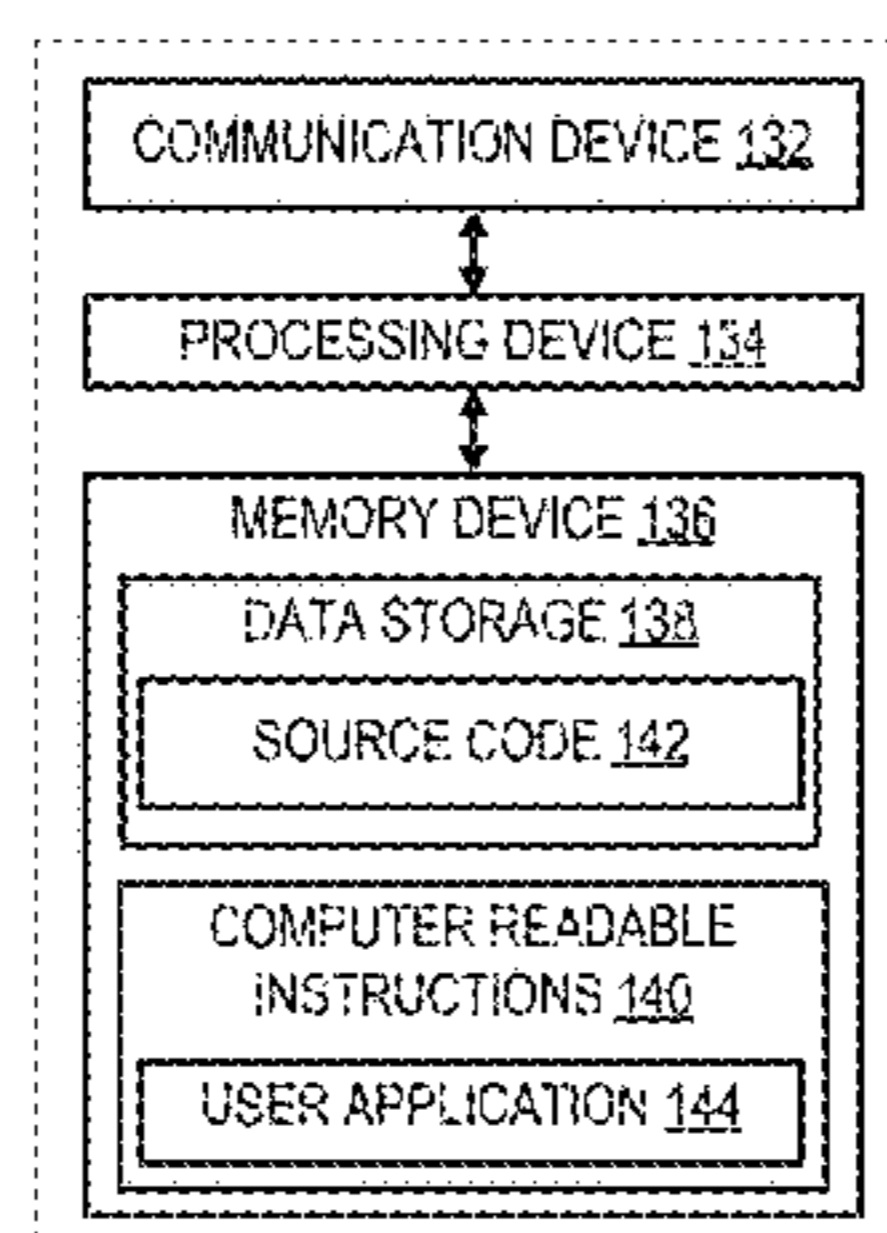 COMMUNICATION DEVICE 132
PROCESSING DEVICE 134
MEMORY DEVICE 136
DATA STORAGE 138
SOURCE CODE 142
COMPUTER READABLE
INSTRUCTIONS 140
USER APPLICATION 144